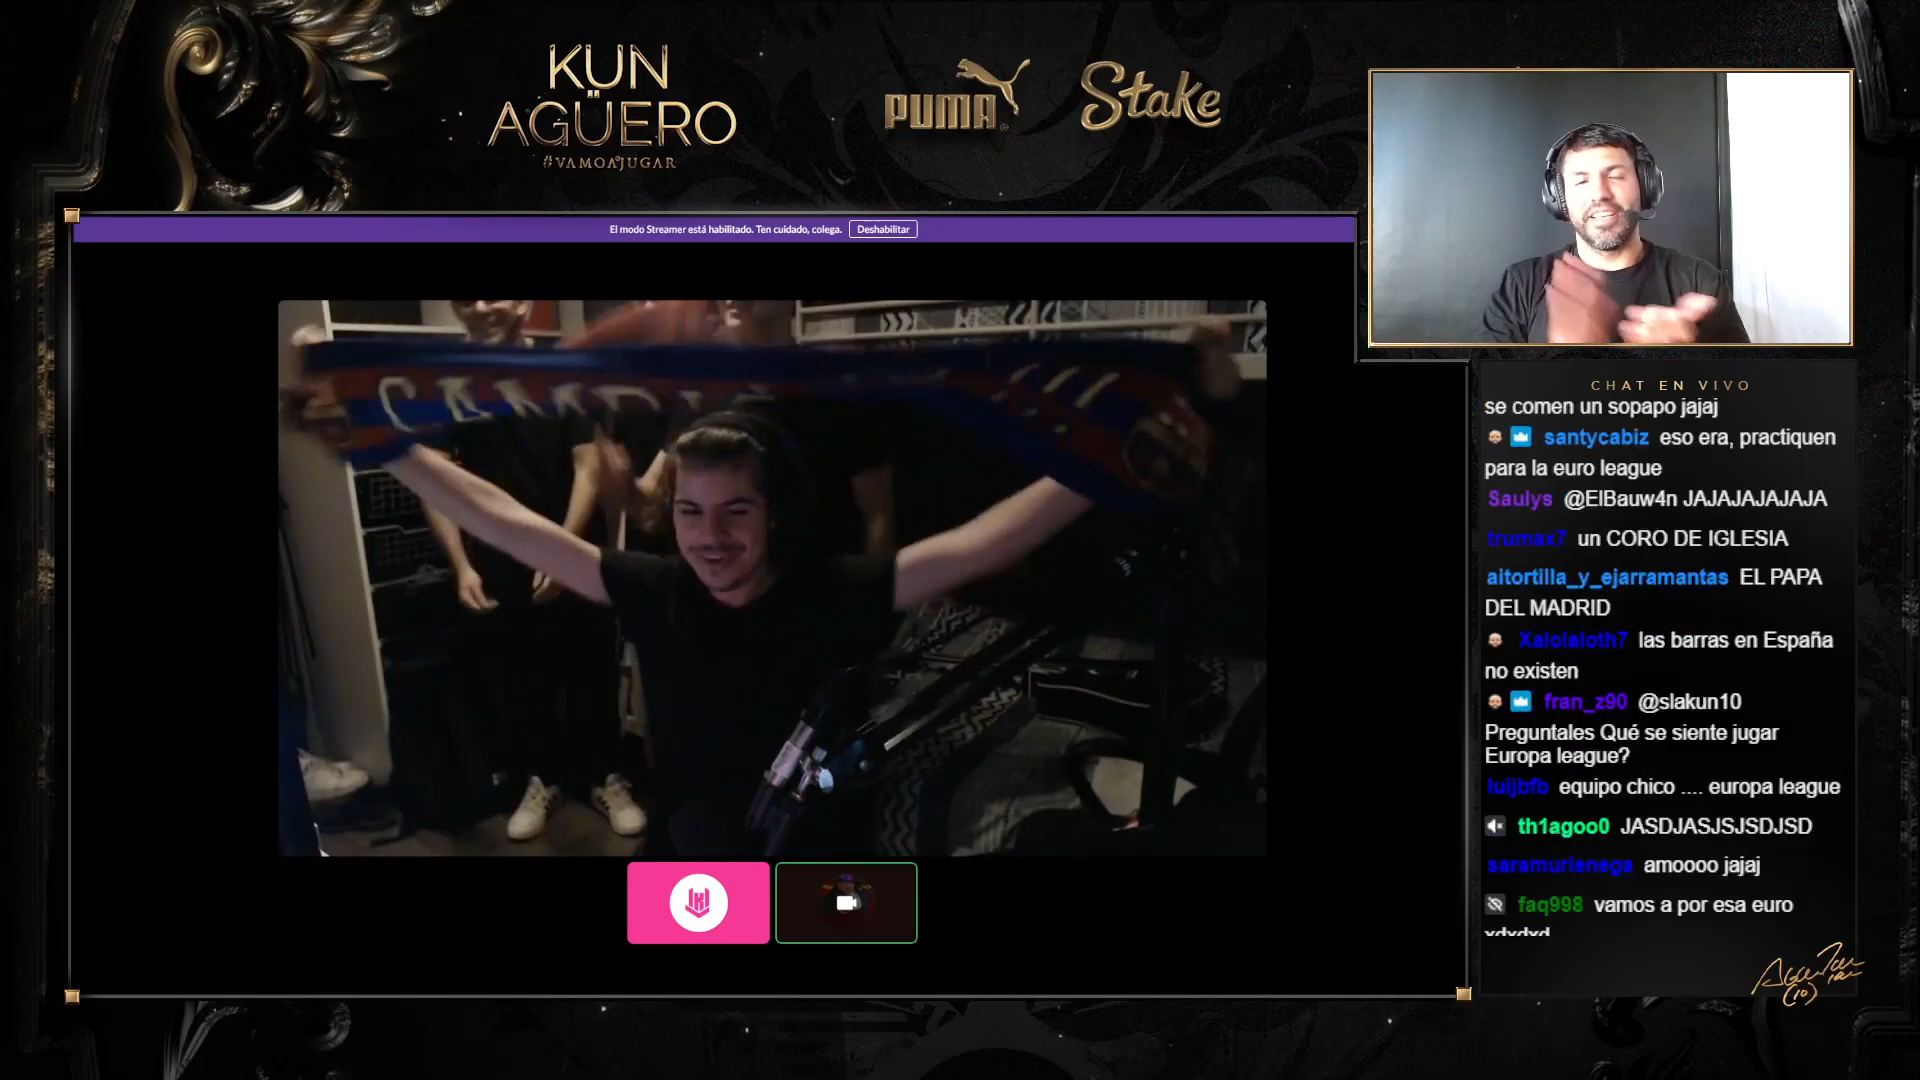 KUN
AGÜERO
#VAMOAJUGAR
PUMA
Stake
El modo Streamer está habilitado. Ten cuidado, colega.
Deshabilitar
CHAT EN VIVO
se comen un sopapo jajaj
santycabiz eso era, practiquen
para la euro league
Saulys @ElBauw4n JAJAJAJAJAJA
trumax7 un CORO DE IGLESIA
aitortilla_y_ejarramantas EL PAPA
DEL MADRID
Xalolaloth7 las barras en España
no existen
fran_z90 @slakun10
Preguntales Qué se siente jugar
Europa league?
luijbfb equipo chico .... europa league
th1agoo0 JASDJASJSJSDJSD
saramurienega amoooo jajaj
faq998 vamos a por esa euro
xdxdxd
(10)